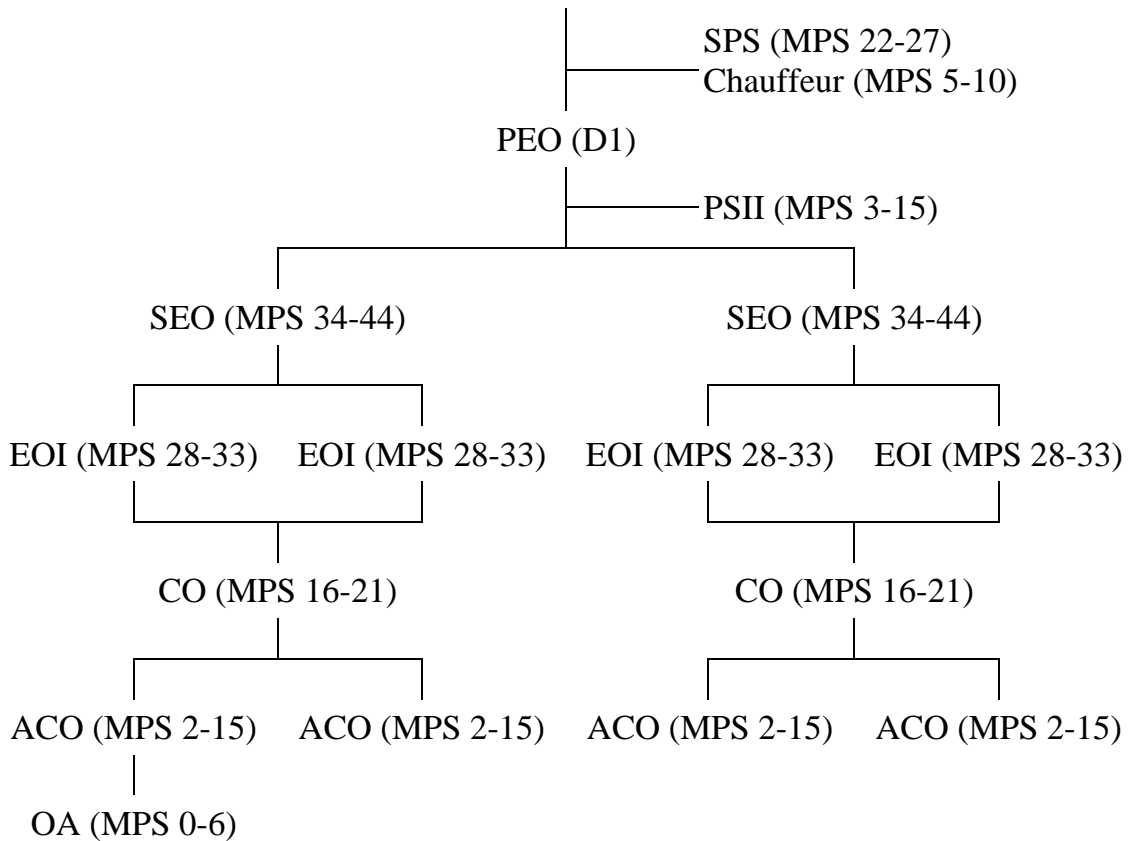 SPS (MPS 22-27)
Chauffeur (MPS 5-10)
PEO (D1)
PSII (MPS 3-15)
SEO (MPS 34-44) SEO (MPS 34-44)
EOI (MPS 28-33) EOI (MPS 28-33) EOI (MPS 28-33) EOI (MPS 28-33)
CO (MPS 16-21) CO (MPS 16-21)
ACO (MPS 2-15) ACO (MPS 2-15) ACO (MPS 2-15) ACO (MPS 2-15)
OA (MPS 0-6)